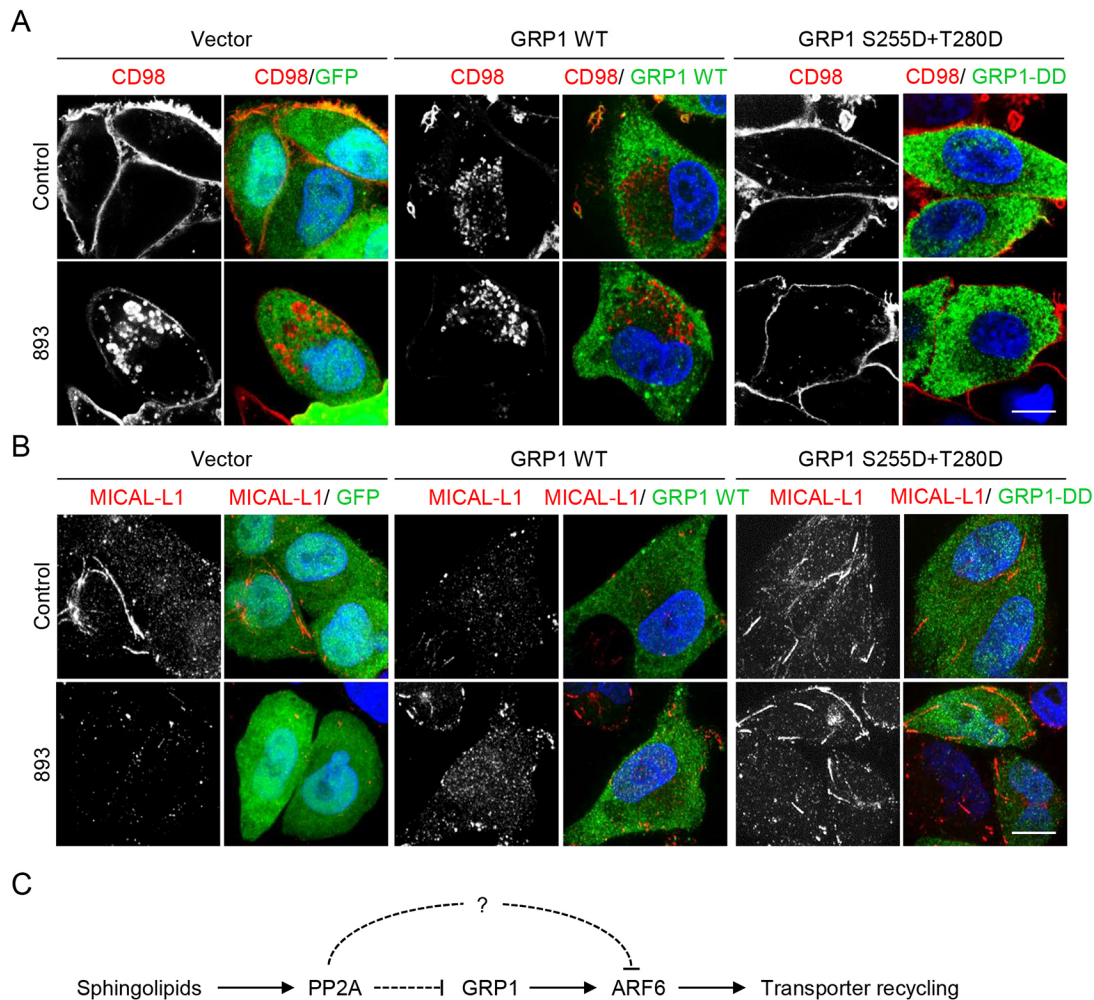 A
Vector GRP1 WT GRP1 S255D+T280D
CD98 CD98/GFP CD98 CD98/ GRP1 WT CD98 CD98/ GRP1-DD
Control
893
B
Vector GRP1 WT GRP1 S255D+T280D
MICAL-L1 MICAL-L1/ GFP MICAL-L1 MICAL-L1/ GRP1 WT MICAL-L1 MICAL-L1/ GRP1-DD
Control
893
C
?
Sphingolipids PP2A GRP1 ARF6 Transporter recycling